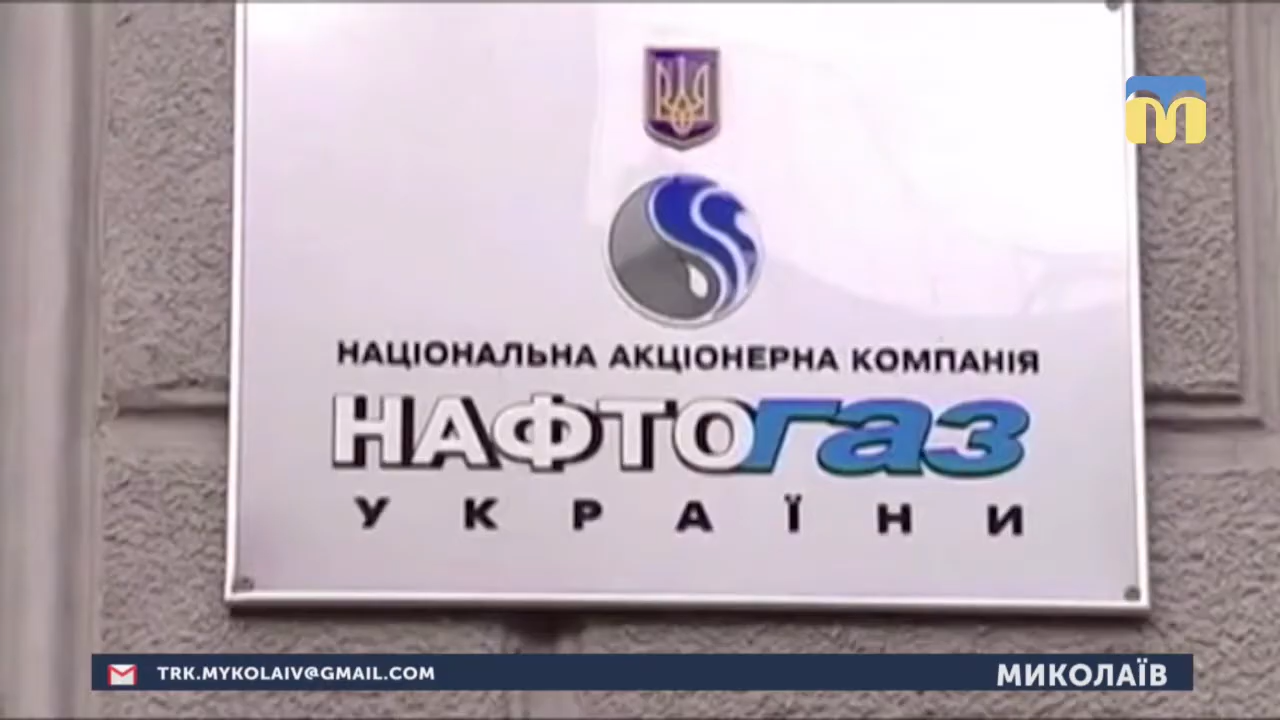 НАЦІОНАЛЬНА АКЦІОНЕРНА КОМПАНІЯ
НАФТОГАЗ
УКРАЇНИ
TRK.MYKOLAIV@GMAIL.COM
МИКОЛАЇВ